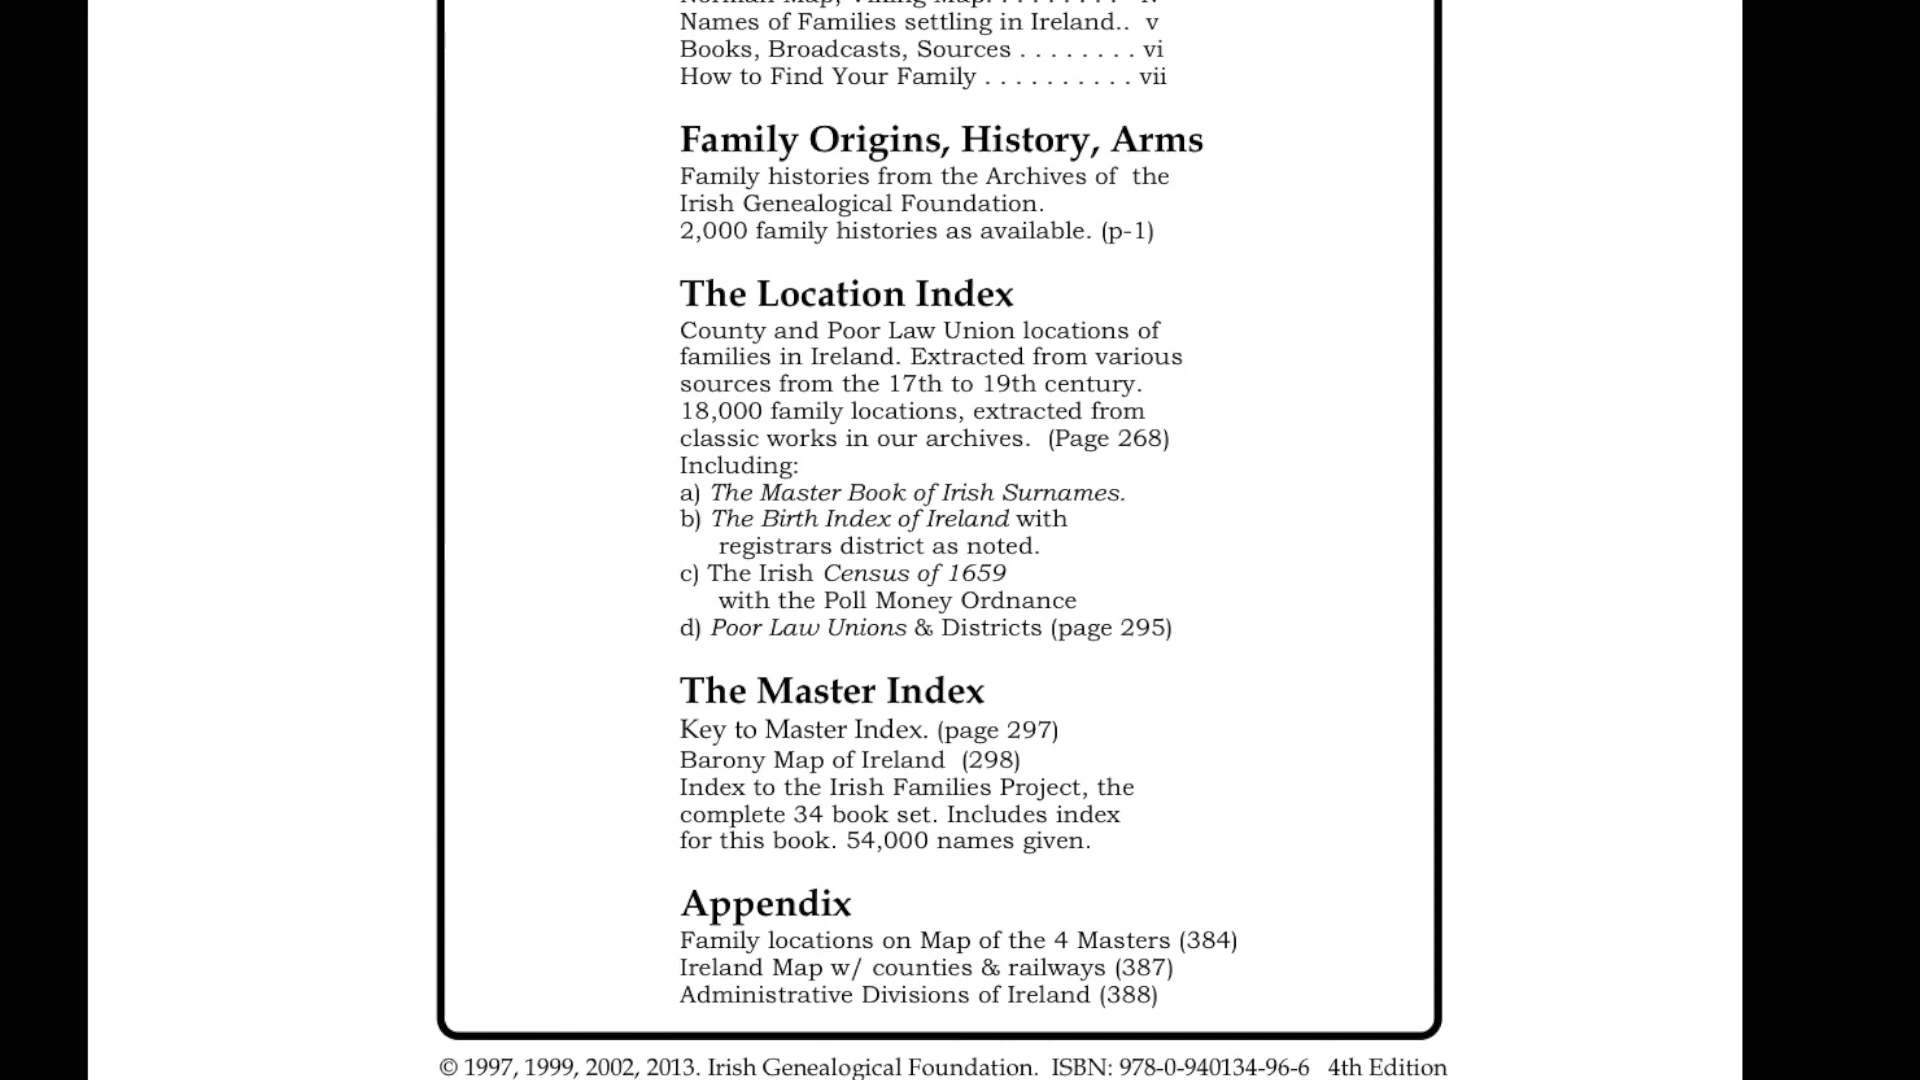 Names of Families settling in Ireland.. v
Books, Broadcasts, Sources . . . . . . . . vi
How to Find Your Family . . . . . . . . . . vii
Family Origins, History, Arms
Family histories from the Archives of the
Irish Genealogical Foundation.
2,000 family histories as available. (p-1)
The Location Index
County and Poor Law Union locations of
families in Ireland. Extracted from various
sources from the 17th to 19th century.
18,000 family locations, extracted from
classic works in our archives. (Page 268)
Including:
a) The Master Book of Irish Surnames.
b) The Birth Index of Ireland with
registrars district as noted.
c) The Irish Census of 1659
with the Poll Money Ordnance
d) Poor Law Unions & Districts (page 295)
The Master Index
Key to Master Index. (page 297)
Barony Map of Ireland (298)
Index to the Irish Families Project, the
complete 34 book set. Includes index
for this book. 54,000 names given.
Appendix
Family locations on Map of the 4 Masters (384)
Ireland Map w/ counties & railways (387)
Administrative Divisions of Ireland (388)
© 1997, 1999, 2002, 2013. Irish Genealogical Foundation. ISBN: 978-0-940134-96-6 4th Edition